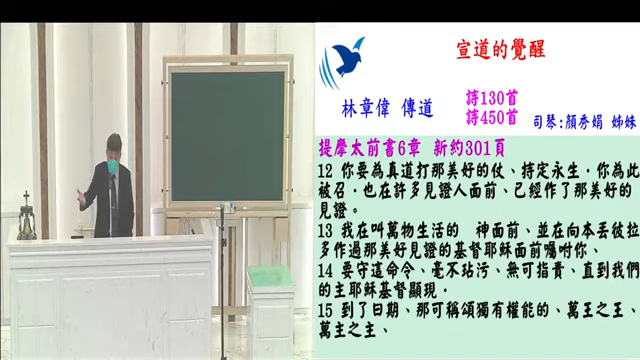 宣道的覺醒
林章偉 傳道
詩130首
詩450首
司琴:顏秀娟 姊妹
提摩太前書6章 新約301頁
12 你要為真道打那美好的仗、持定永生．你為此
被召、也在許多見證人面前、已經作了那美好的
見證。
13 我在叫萬物生活的 神面前、並在向本丟彼拉
多作過那美好見證的基督耶穌面前囑咐你、
14 要守這命令、毫不玷污、無可指責、直到我們
的主耶穌基督顯現．
15 到了日期、那可稱頌獨有權能的、萬王之王、
萬主之主、